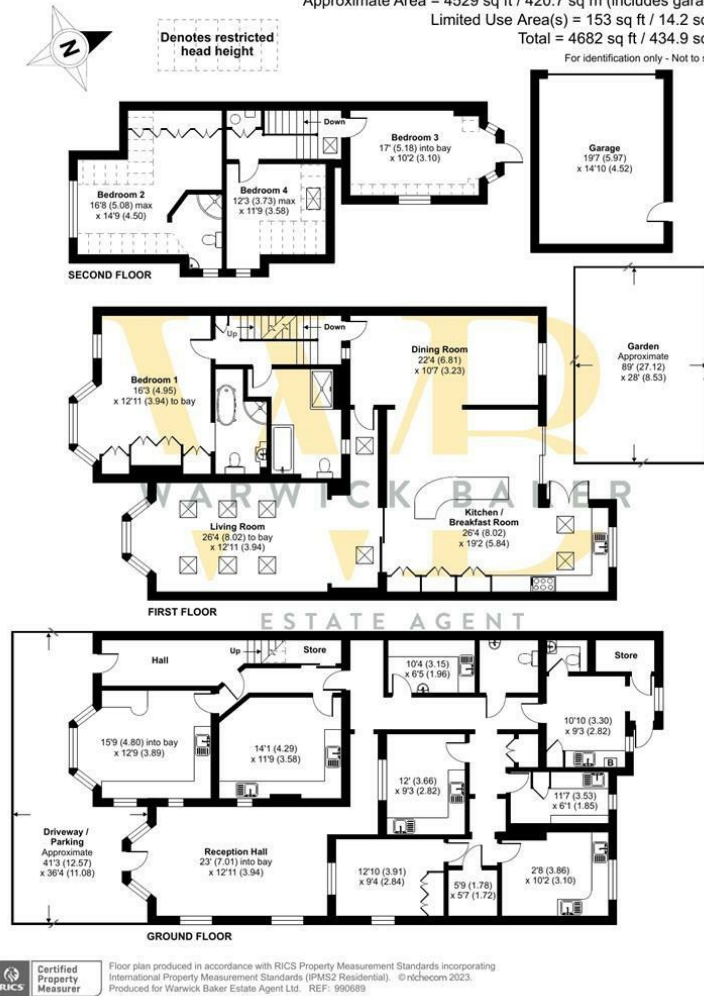 Approximate Area = 4529 sq ft / 420.7 sq m (includes gara
Limited Use Area(s) = 153 sq ft / 14.2 sq
Total = 4682 sq ft / 434.9 sq
For identification only - Not to s
N
Denotes restricted
head height
Down
Bedroom 3
17' (5.18) into bay
x 10'2 (3.10)
Garage
19'7 (5.97)
x 14'10 (4.52)
Bedroom 2
16'8 (5.08) max
x 14'9 (4.50)
Bedroom 4
12'3 (3.73) max
x 11'9 (3.58)
SECOND FLOOR
Up
Down
Dining Room
22'4 (6.81)
x 10'7 (3.23)
Garden
Approximate
89' (27.12)
x 28' (8.53)
Bedroom 1
16'3 (4.95)
x 12'11 (3.94) to bay
WARWICK BAKER
Living Room
26'4 (8.02) to bay
x 12'11 (3.94)
Kitchen /
Breakfast Room
26'4 (8.02)
x 19'2 (5.84)
FIRST FLOOR
ESTATE AGENT
Hall
Up
Store
10'4 (3.15)
x 6'5 (1.96)
Store
15'9 (4.80) into bay
x 12'9 (3.89)
14'1 (4.29)
x 11'9 (3.58)
10'10 (3.30)
x 9'3 (2.82)
12' (3.66)
x 9'3 (2.82)
B
11'7 (3.53)
x 6'1 (1.85)
Driveway /
Parking
Approximate
41'3 (12.57)
x 36'4 (11.08)
Reception Hall
23' (7.01) into bay
x 12'11 (3.94)
12'10 (3.91)
x 9'4 (2.84)
5'9 (1.78)
x 5'7 (1.72)
2'8 (3.86)
x 10'2 (3.10)
GROUND FLOOR
RICS
Certified
Property
Measurer
Floor plan produced in accordance with RICS Property Measurement Standards incorporating
International Property Measurement Standards (IPMS2 Residential). © nichecom 2023.
Produced for Warwick Baker Estate Agent Ltd. REF: 990689